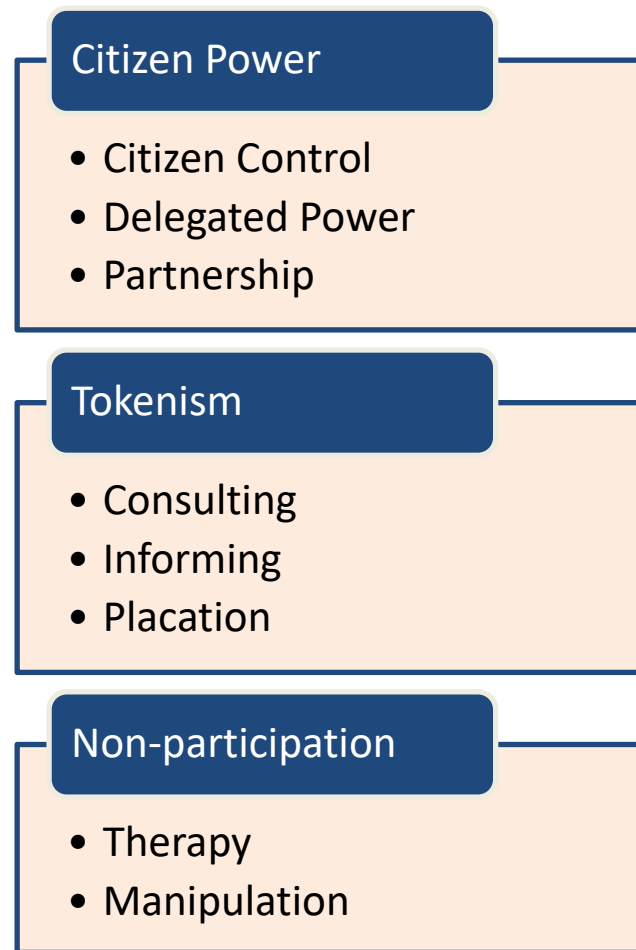 Citizen Power
• Citizen Control
• Delegated Power
• Partnership
Tokenism
• Consulting
• Informing
• Placation
Non-participation
• Therapy
• Manipulation